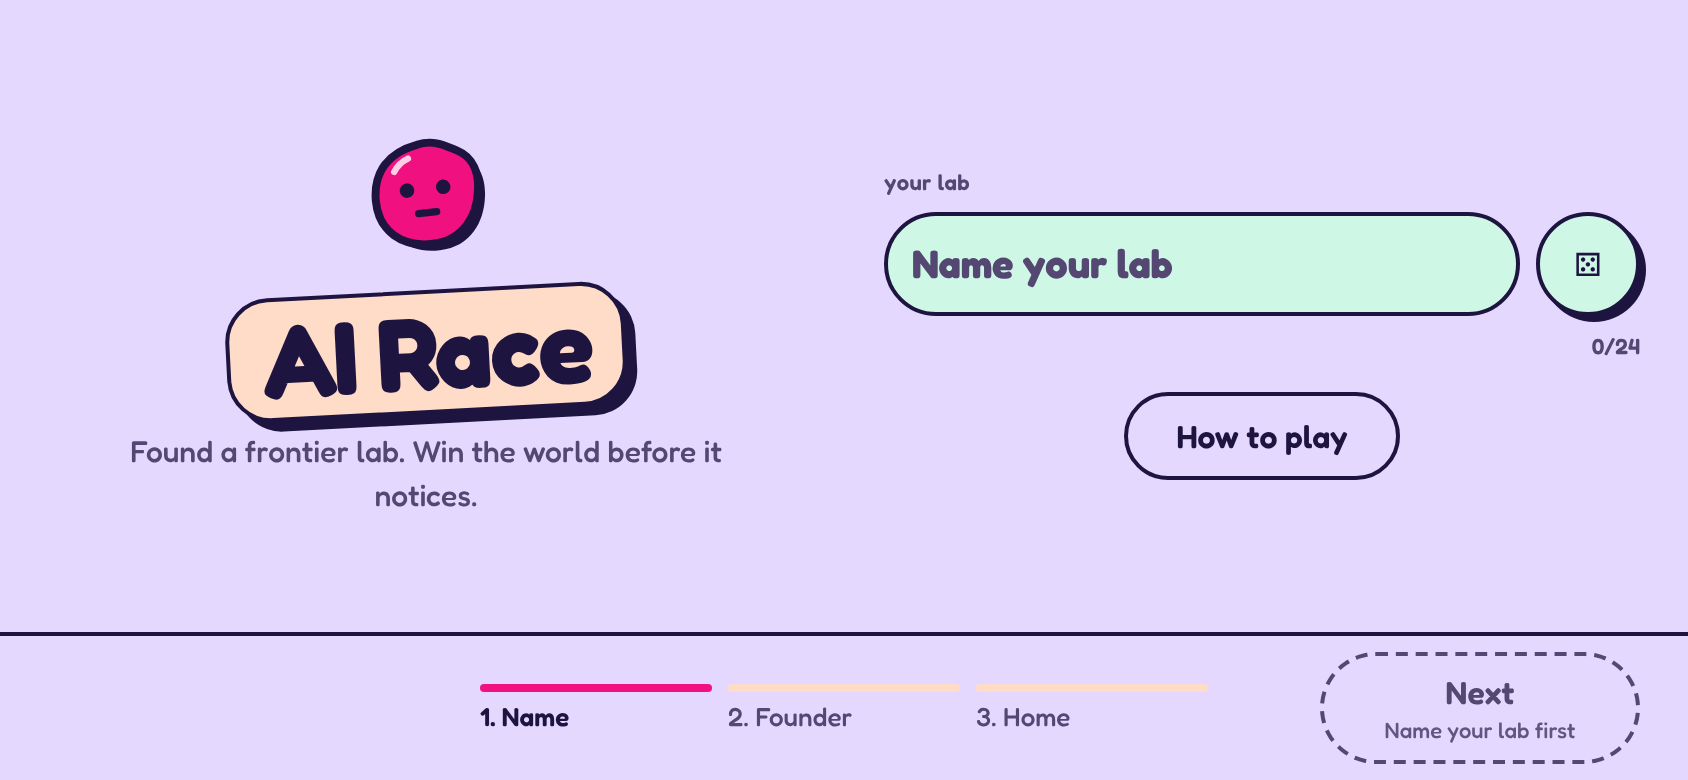 AI Race
Found a frontier lab. Win the world before it
notices.
your lab
Name your lab
0/24
How to play
1. Name
2. Founder
3. Home
Next
Name your lab first